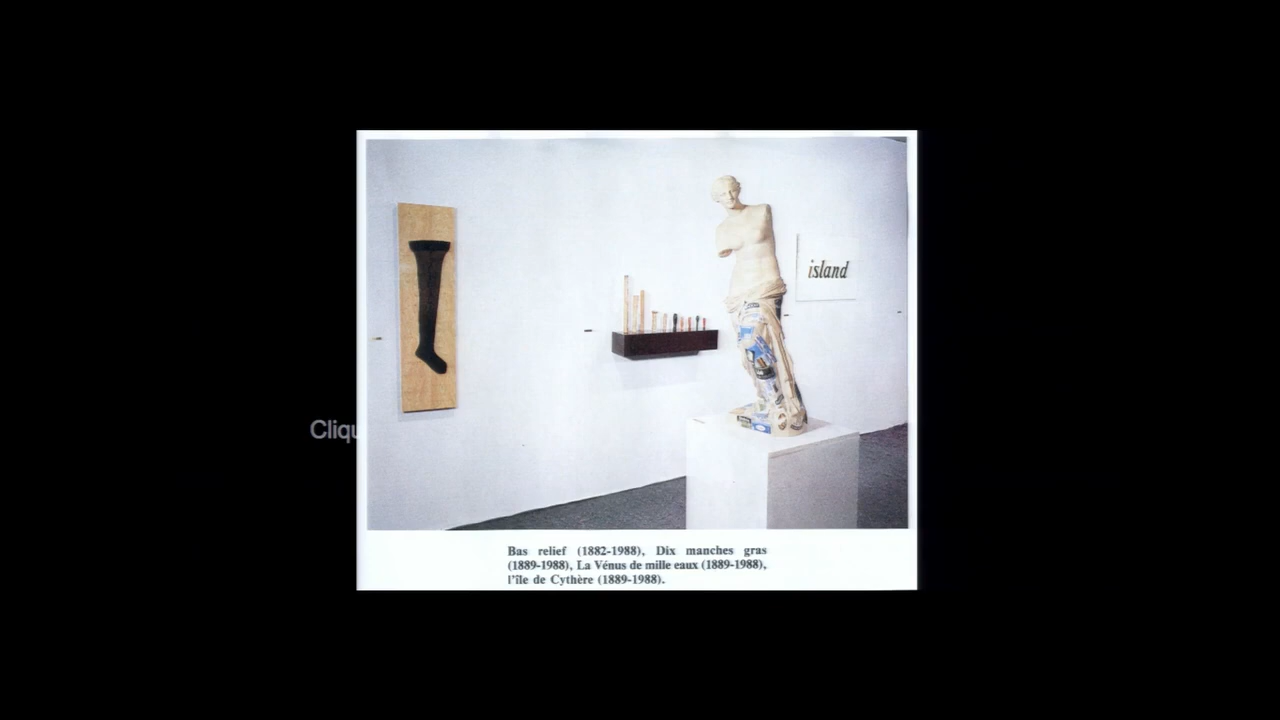 island
Cliqu
Bas relief (1882-1988), Dix manches gras
(1889-1988), La Vénus de mille eaux (1889-1988),
l'île de Cythère (1889-1988).